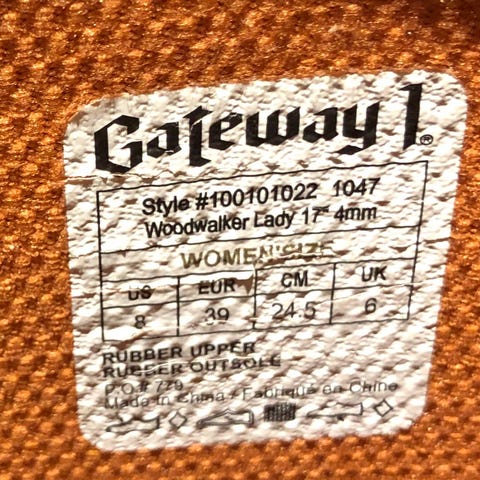 Gateway 1®
Style #100101022 1047
Woodwalker Lady 17" 4mm
WOMEN'SIZE
US EUR CM UK
8 39 24.5 6
RUBBER UPPER
RUBBER OUTSOLE
P.O# 729
Made in China / Fabriqué en Chine